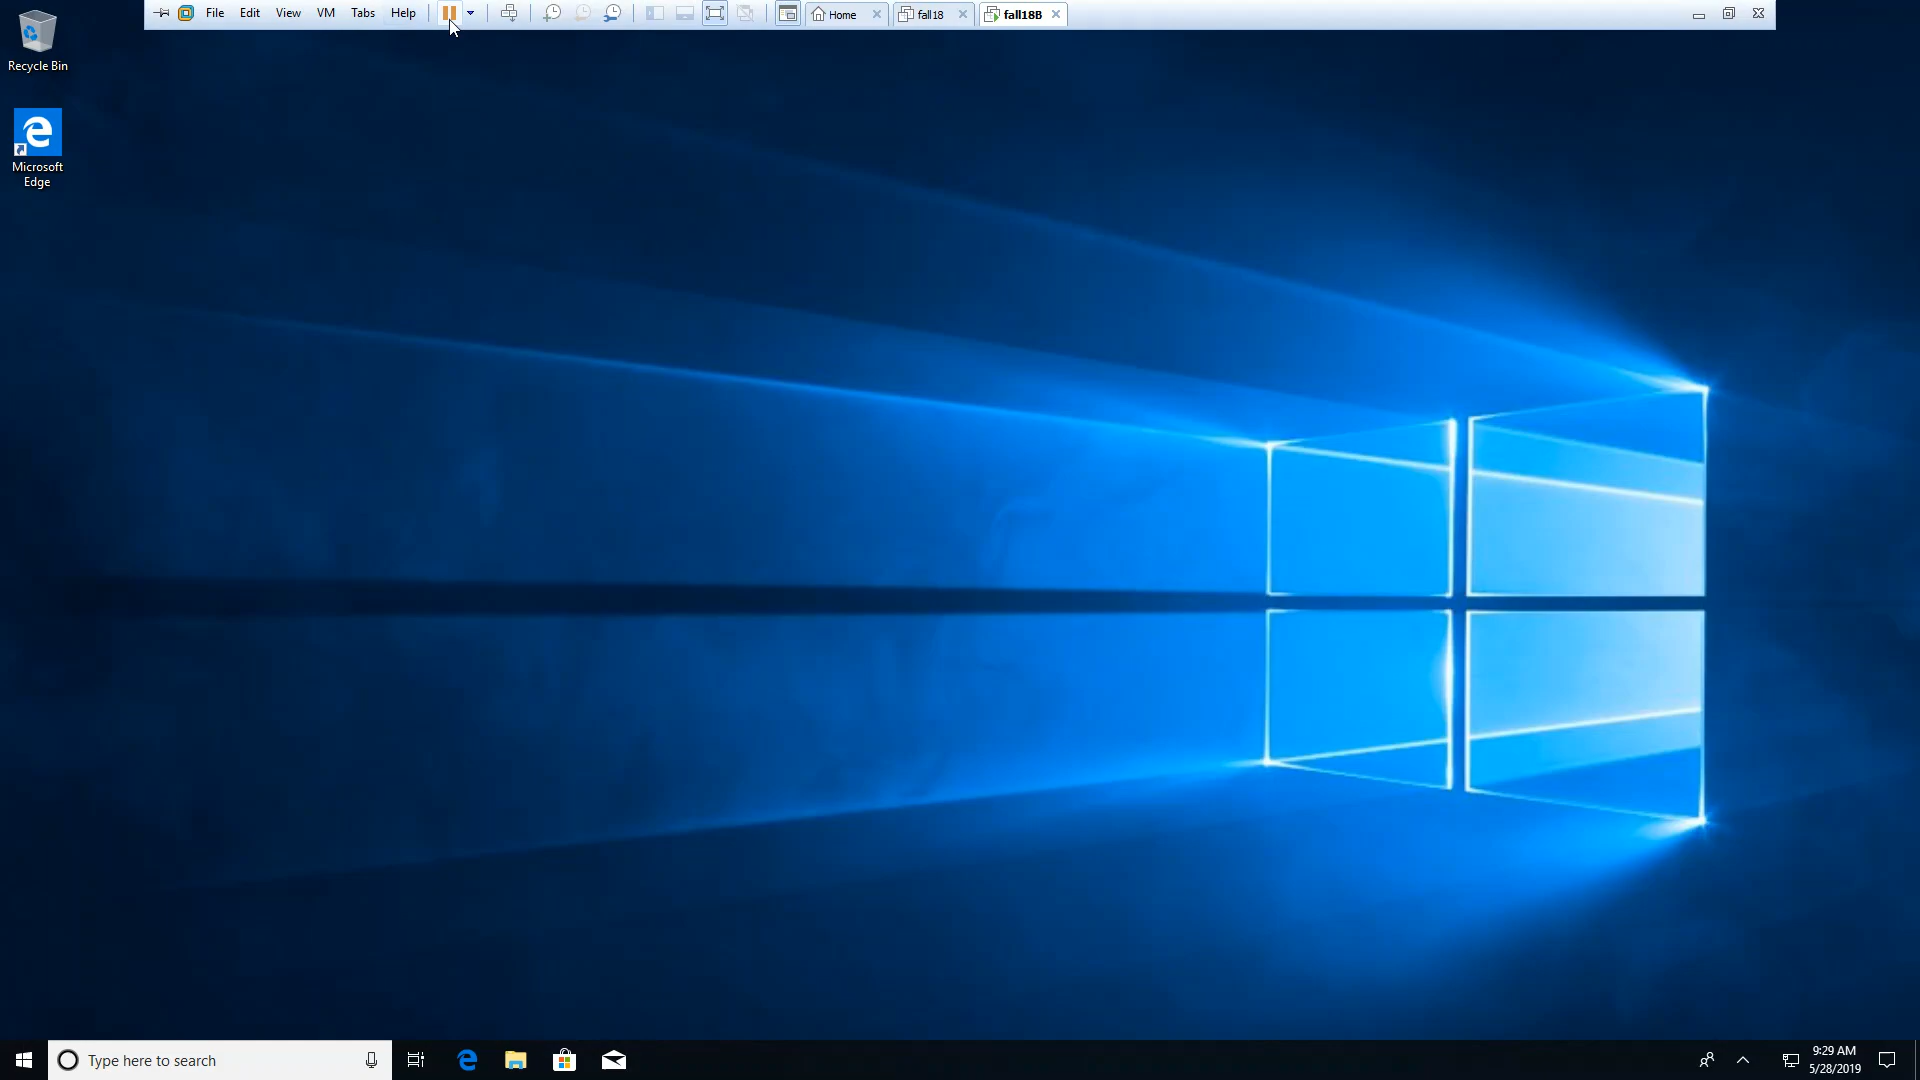 File Edit View VM Tabs Help
Home fall18 fall18B
Recycle Bin
Microsoft
Edge
Type here to search
9:29 AM
5/28/2019